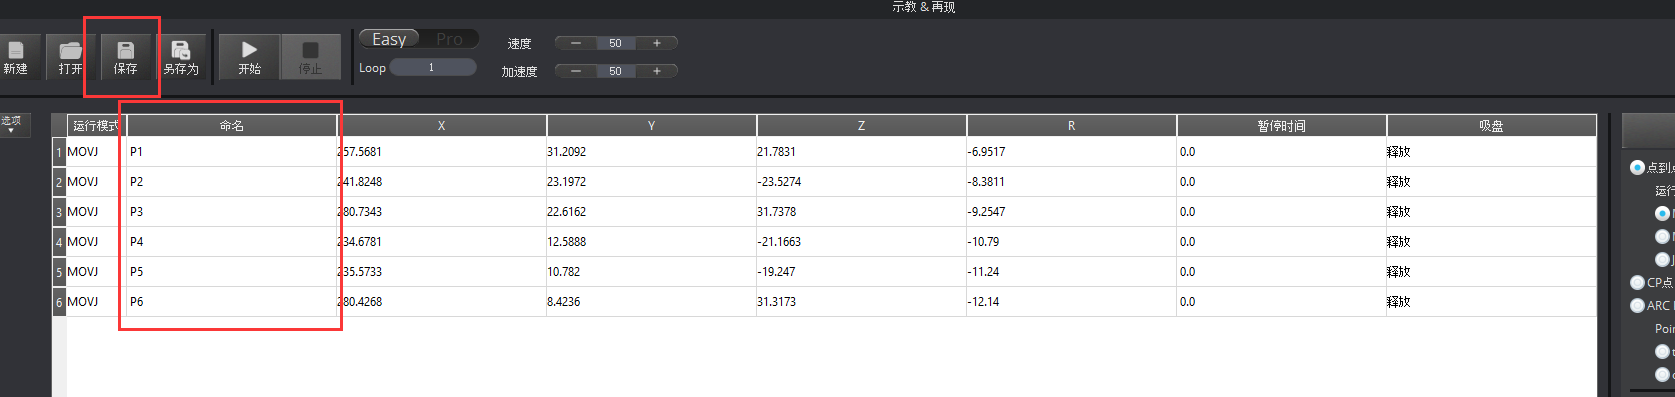 示教 & 再现
新建 打开 保存 另存为 开始 停止 Easy Pro 速度 50
Loop 1 加速度 50
选项
运行模式 命名 X Y Z R 暂停时间 吸盘
1 MOVJ P1 257.5681 31.2092 21.7831 -6.9517 0.0 释放
2 MOVJ P2 241.8248 23.1972 -23.5274 -8.3811 0.0 释放
3 MOVJ P3 280.7343 22.6162 31.7378 -9.2547 0.0 释放
4 MOVJ P4 234.6781 12.5888 -21.1663 -10.79 0.0 释放
5 MOVJ P5 235.5733 10.782 -19.247 -11.24 0.0 释放
6 MOVJ P6 280.4268 8.4236 31.3173 -12.14 0.0 释放
点到
运行
CP点
ARC
Poi